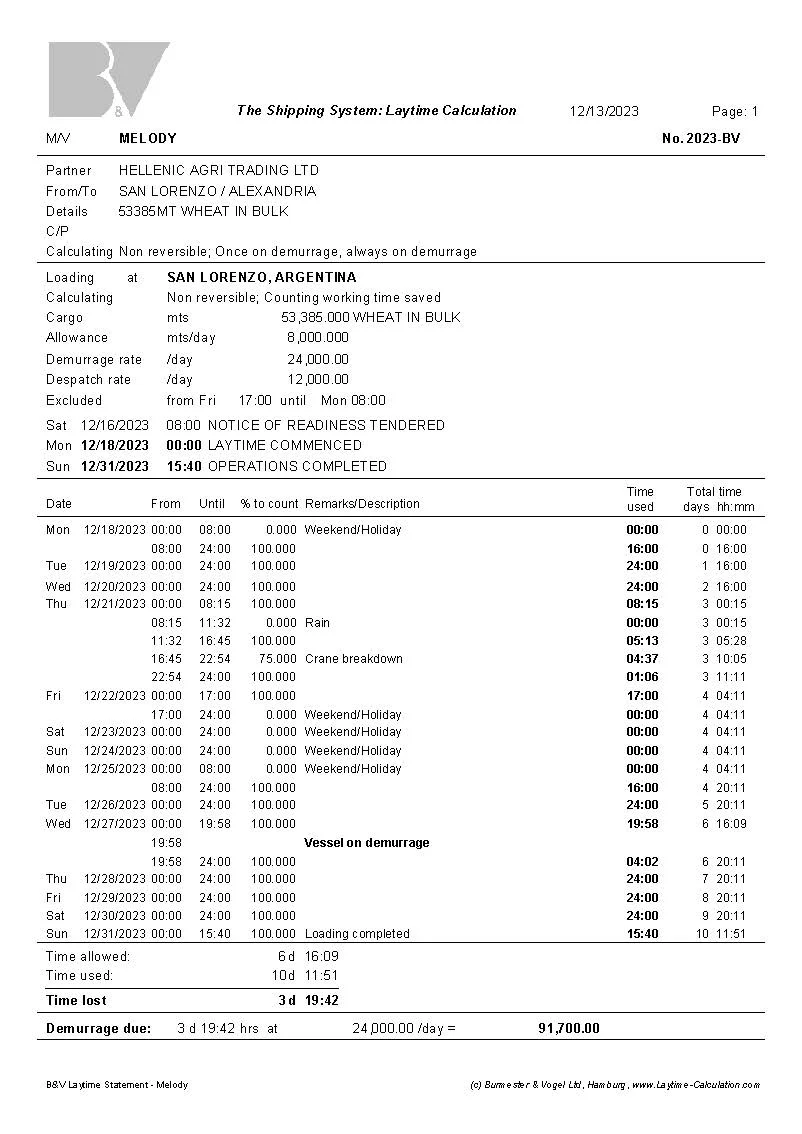 B&V
The Shipping System: Laytime Calculation 12/13/2023 Page: 1
M/V MELODY No. 2023-BV
Partner HELLENIC AGRI TRADING LTD
From/To SAN LORENZO / ALEXANDRIA
Details 53385MT WHEAT IN BULK
C/P
Calculating Non reversible; Once on demurrage, always on demurrage
Loading at SAN LORENZO, ARGENTINA
Calculating Non reversible; Counting working time saved
Cargo mts 53,385.000 WHEAT IN BULK
Allowance mts/day 8,000.000
Demurrage rate /day 24,000.00
Despatch rate /day 12,000.00
Excluded from Fri 17:00 until Mon 08:00
Sat 12/16/2023 08:00 NOTICE OF READINESS TENDERED
Mon 12/18/2023 00:00 LAYTIME COMMENCED
Sun 12/31/2023 15:40 OPERATIONS COMPLETED
Time Total time
Date From Until % to count Remarks/Description used days hh:mm
Mon 12/18/2023 00:00 08:00 0.000 Weekend/Holiday 00:00 0 00:00
08:00 24:00 100.000 16:00 0 16:00
Tue 12/19/2023 00:00 24:00 100.000 24:00 1 16:00
Wed 12/20/2023 00:00 24:00 100.000 24:00 2 16:00
Thu 12/21/2023 00:00 08:15 100.000 08:15 3 00:15
08:15 11:32 0.000 Rain 00:00 3 00:15
11:32 16:45 100.000 05:13 3 05:28
16:45 22:54 75.000 Crane breakdown 04:37 3 10:05
22:54 24:00 100.000 01:06 3 11:11
Fri 12/22/2023 00:00 17:00 100.000 17:00 4 04:11
17:00 24:00 0.000 Weekend/Holiday 00:00 4 04:11
Sat 12/23/2023 00:00 24:00 0.000 Weekend/Holiday 00:00 4 04:11
Sun 12/24/2023 00:00 24:00 0.000 Weekend/Holiday 00:00 4 04:11
Mon 12/25/2023 00:00 08:00 0.000 Weekend/Holiday 00:00 4 04:11
08:00 24:00 100.000 16:00 4 20:11
Tue 12/26/2023 00:00 24:00 100.000 24:00 5 20:11
Wed 12/27/2023 00:00 19:58 100.000 19:58 6 16:09
19:58 Vessel on demurrage
19:58 24:00 100.000 04:02 6 20:11
Thu 12/28/2023 00:00 24:00 100.000 24:00 7 20:11
Fri 12/29/2023 00:00 24:00 100.000 24:00 8 20:11
Sat 12/30/2023 00:00 24:00 100.000 24:00 9 20:11
Sun 12/31/2023 00:00 15:40 100.000 Loading completed 15:40 10 11:51
Time allowed: 6 d 16:09
Time used: 10 d 11:51
Time lost 3 d 19:42
Demurrage due: 3 d 19:42 hrs at 24,000.00 /day = 91,700.00
B&V Laytime Statement - Melody (c) Burmester & Vogel Ltd, Hamburg, www.Laytime-Calculation.com